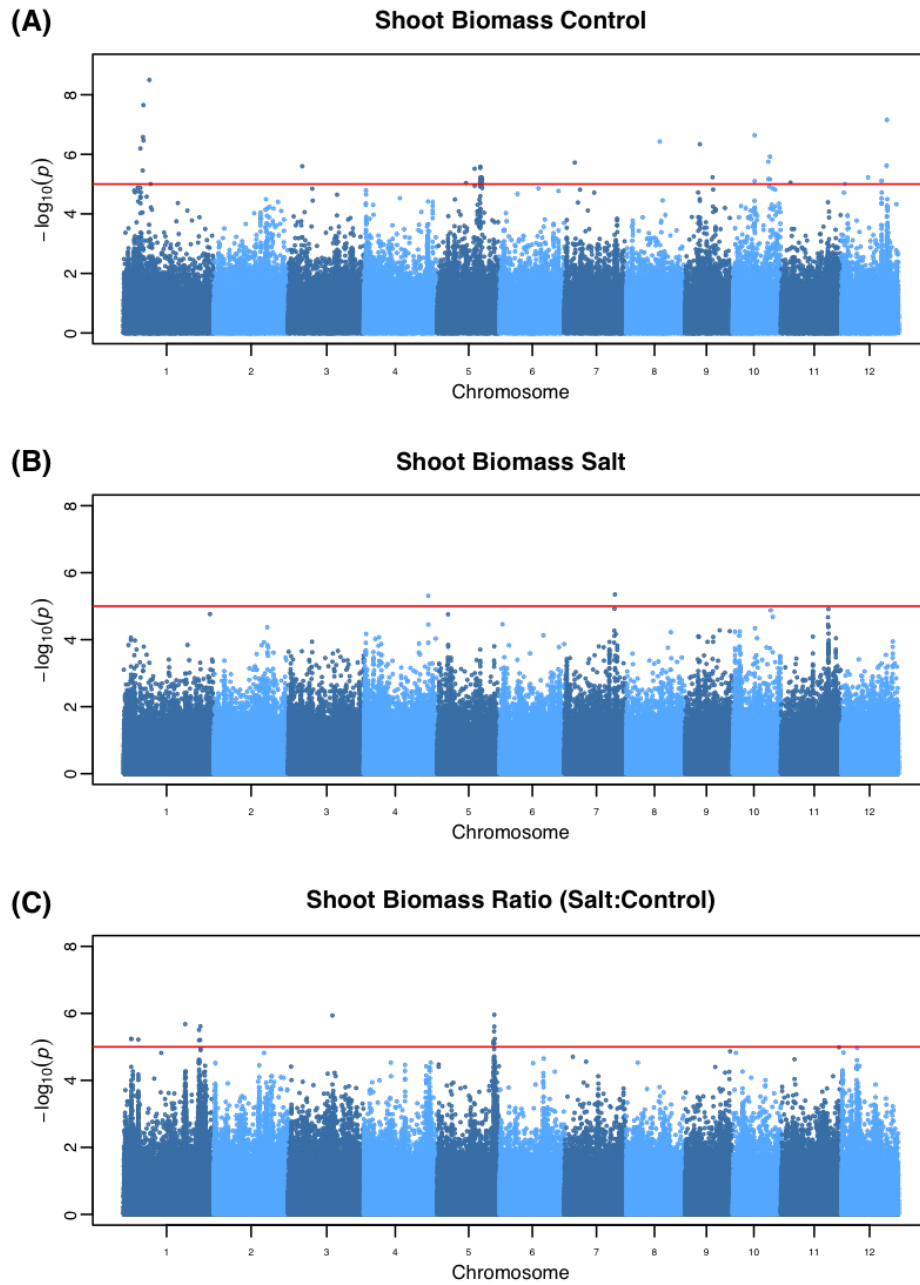 (A)
Shoot Biomass Control
8
6
4
2
0
−log10(p)
1 2 3 4 5 6 7 8 9 10 11 12
Chromosome
(B)
Shoot Biomass Salt
8
6
4
2
0
−log10(p)
1 2 3 4 5 6 7 8 9 10 11 12
Chromosome
(C)
Shoot Biomass Ratio (Salt:Control)
8
6
4
2
0
−log10(p)
1 2 3 4 5 6 7 8 9 10 11 12
Chromosome